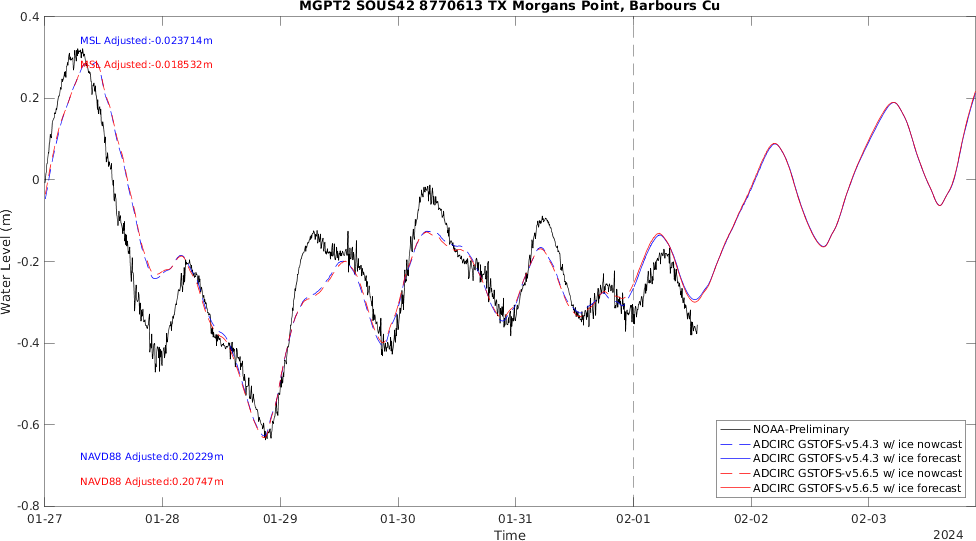 MGPT2 SOUS42 8770613 TX Morgans Point, Barbours Cu
MSL Adjusted:-0.023714m
MSL Adjusted:-0.018532m
0.4
0.2
0
-0.2
-0.4
-0.6
-0.8
Water Level (m)
NAVD88 Adjusted:0.20229m
NAVD88 Adjusted:0.20747m
NOAA-Preliminary
ADCIRC GSTOFS-v5.4.3 w/ ice nowcast
ADCIRC GSTOFS-v5.4.3 w/ ice forecast
ADCIRC GSTOFS-v5.6.5 w/ ice nowcast
ADCIRC GSTOFS-v5.6.5 w/ ice forecast
01-27 01-28 01-29 01-30 01-31 02-01 02-02 02-03
Time
2024